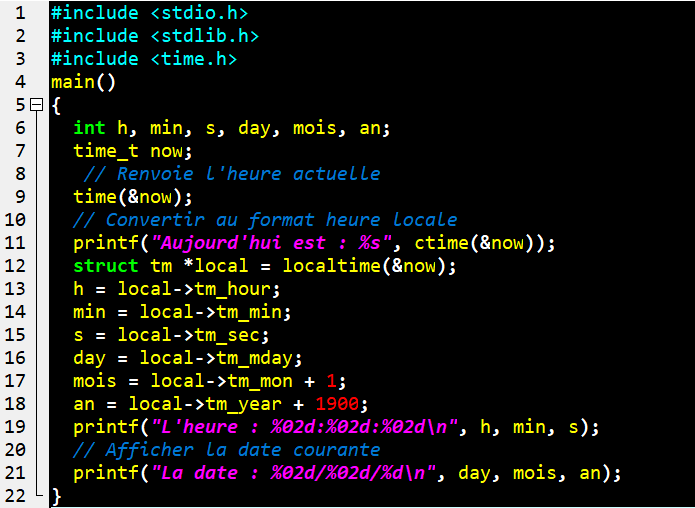 1 #include <stdio.h>
2 #include <stdlib.h>
3 #include <time.h>
4 main()
5 {
6   int h, min, s, day, mois, an;
7   time_t now;
8    // Renvoie l'heure actuelle
9   time(&now);
10   // Convertir au format heure locale
11   printf("Aujourd'hui est : %s", ctime(&now));
12   struct tm *local = localtime(&now);
13   h = local->tm_hour;
14   min = local->tm_min;
15   s = local->tm_sec;
16   day = local->tm_mday;
17   mois = local->tm_mon + 1;
18   an = local->tm_year + 1900;
19   printf("L'heure : %02d:%02d:%02d\n", h, min, s);
20   // Afficher la date courante
21   printf("La date : %02d/%02d/%d\n", day, mois, an);
22 }